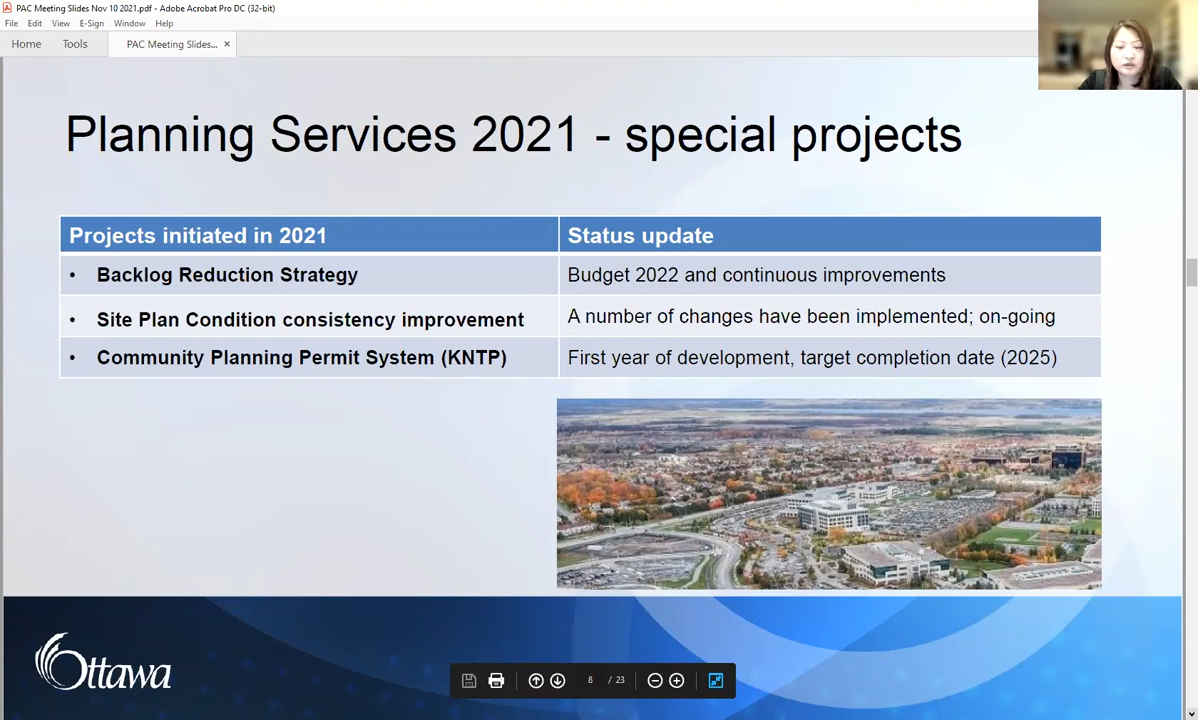 PAC Meeting Slides Nov 10 2021.pdf - Adobe Acrobat Pro DC (32-bit)
File Edit View E-Sign Window Help
Home Tools PAC Meeting Slides... ×
Planning Services 2021 - special projects
Projects initiated in 2021 Status update
• Backlog Reduction Strategy Budget 2022 and continuous improvements
• Site Plan Condition consistency improvement A number of changes have been implemented; on-going
• Community Planning Permit System (KNTP) First year of development, target completion date (2025)
Ottawa
8 / 23